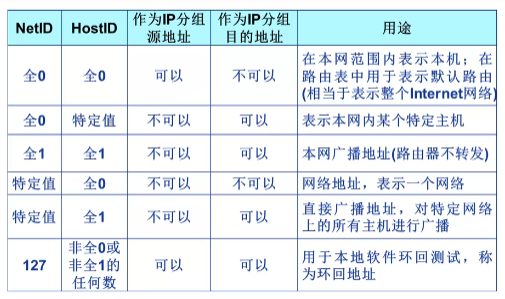 NetID HostID 作为IP分组源地址 作为IP分组目的地址 用途
全0 全0 可以 不可以 在本网范围内表示本机；在路由表中用于表示默认路由(相当于表示整个Internet网络)
全0 特定值 不可以 可以 表示本网内某个特定主机
全1 全1 不可以 可以 本网广播地址(路由器不转发)
特定值 全0 不可以 不可以 网络地址，表示一个网络
特定值 全1 不可以 可以 直接广播地址，对特定网络上的所有主机进行广播
127 非全0或非全1的任何数 可以 可以 用于本地软件环回测试，称为环回地址